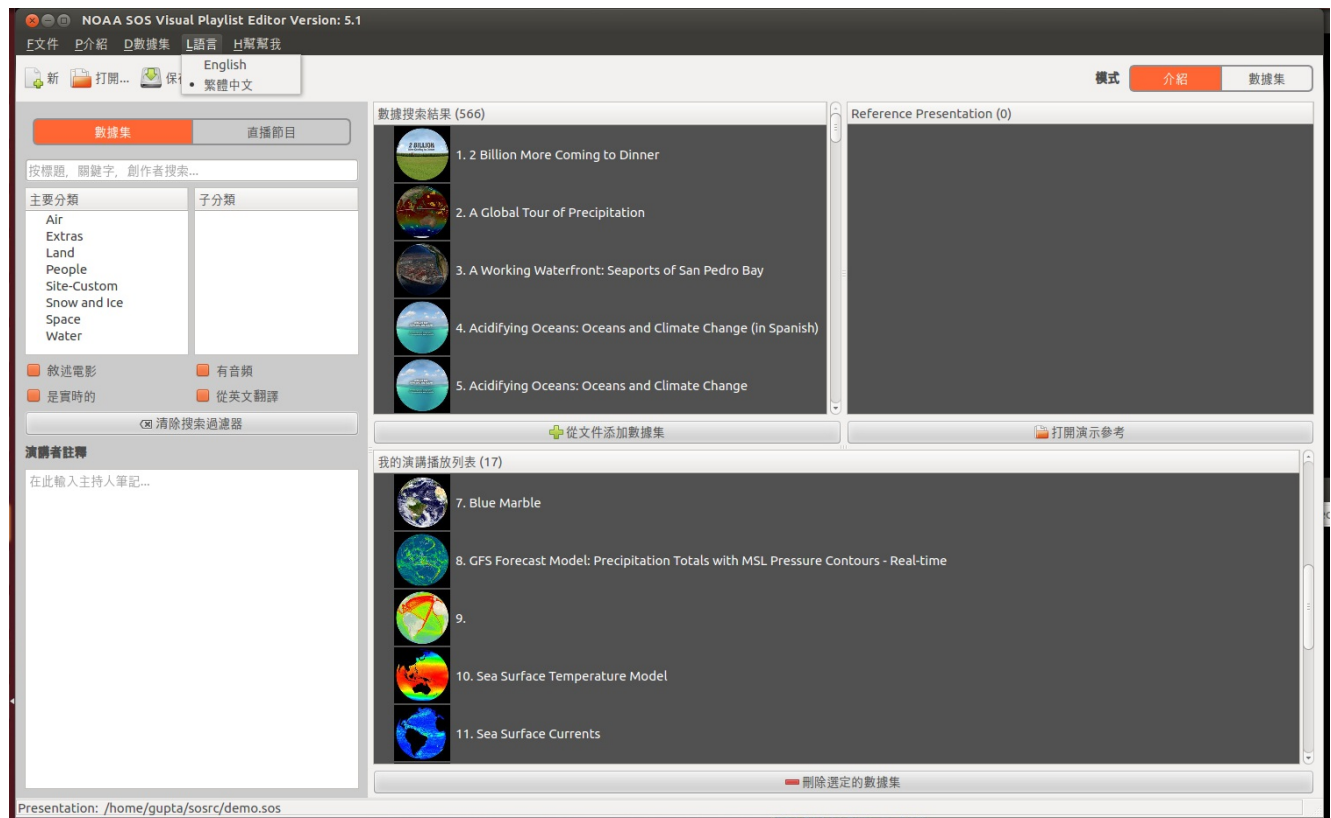 NOAA SOS Visual Playlist Editor Version: 5.1
F文件 P介紹 D數據集 L語言 H幫幫我
English
• 繁體中文
新 打開... 保
模式 介紹 數據集
數據集 直播節目
按標題, 關鍵字, 創作者搜索...
主要分類 子分類
Air
Extras
Land
People
Site-Custom
Snow and Ice
Space
Water
敘述電影 有音頻
是實時的 從英文翻譯
清除搜索過濾器
演講者註釋
在此輸入主持人筆記...
數據搜索結果 (566)
2 BILLION
1. 2 Billion More Coming to Dinner
2. A Global Tour of Precipitation
3. A Working Waterfront: Seaports of San Pedro Bay
4. Acidifying Oceans: Oceans and Climate Change (in Spanish)
5. Acidifying Oceans: Oceans and Climate Change
從文件添加數據集
Reference Presentation (0)
打開演示參考
我的演講播放列表 (17)
7. Blue Marble
8. GFS Forecast Model: Precipitation Totals with MSL Pressure Contours - Real-time
9.
10. Sea Surface Temperature Model
11. Sea Surface Currents
刪除選定的數據集
Presentation: /home/gupta/sosrc/demo.sos